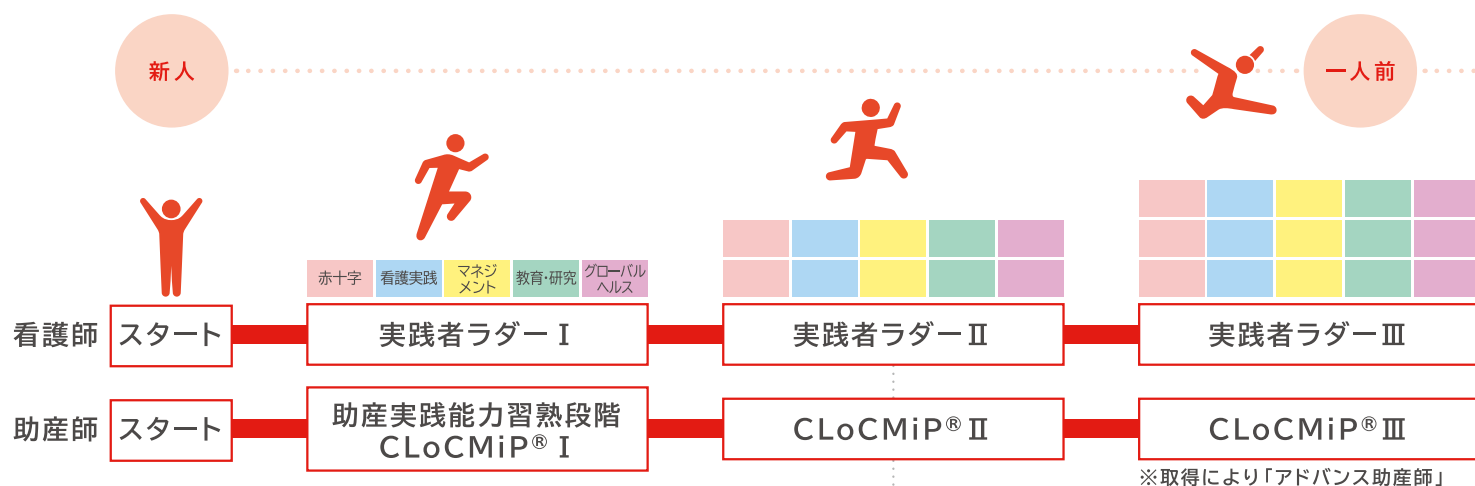 新人
一人前
赤十字
看護実践
マネジ
メント
教育・研究
グローバル
ヘルス
看護師
スタート
実践者ラダーⅠ
実践者ラダーⅡ
実践者ラダーⅢ
助産師
スタート
助産実践能力習熟段階
CLoCMiP®Ⅰ
CLoCMiP®Ⅱ
CLoCMiP®Ⅲ
※取得により「アドバンス助産師」